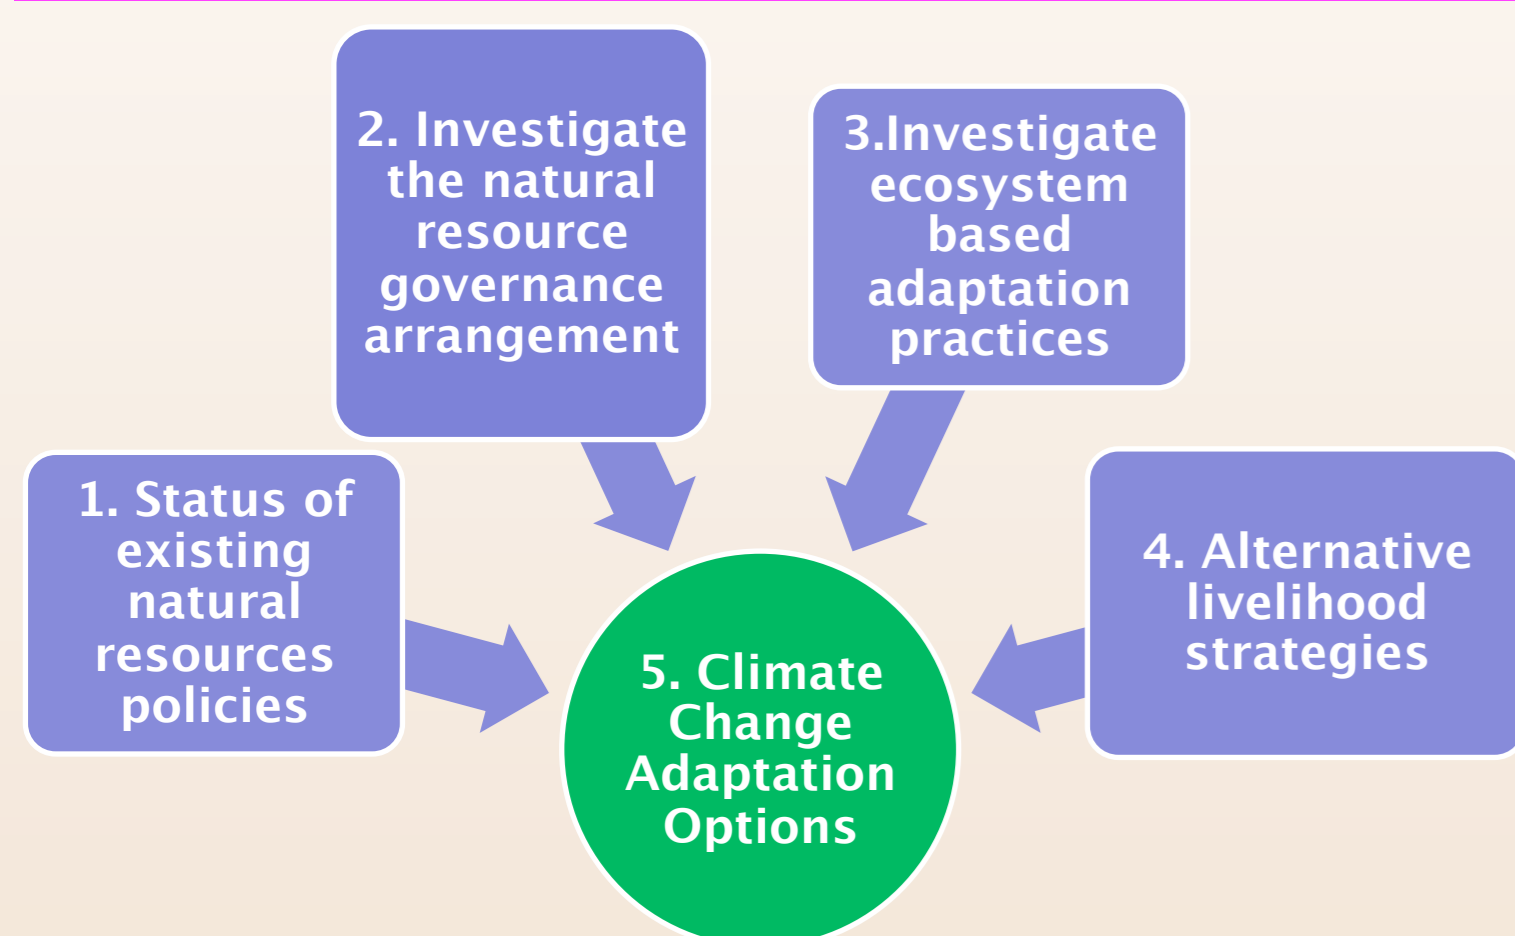 1. Status of
existing
natural
resources
policies
2. Investigate
the natural
resource
governance
arrangement
3.Investigate
ecosystem
based
adaptation
practices
4. Alternative
livelihood
strategies
5. Climate
Change
Adaptation
Options